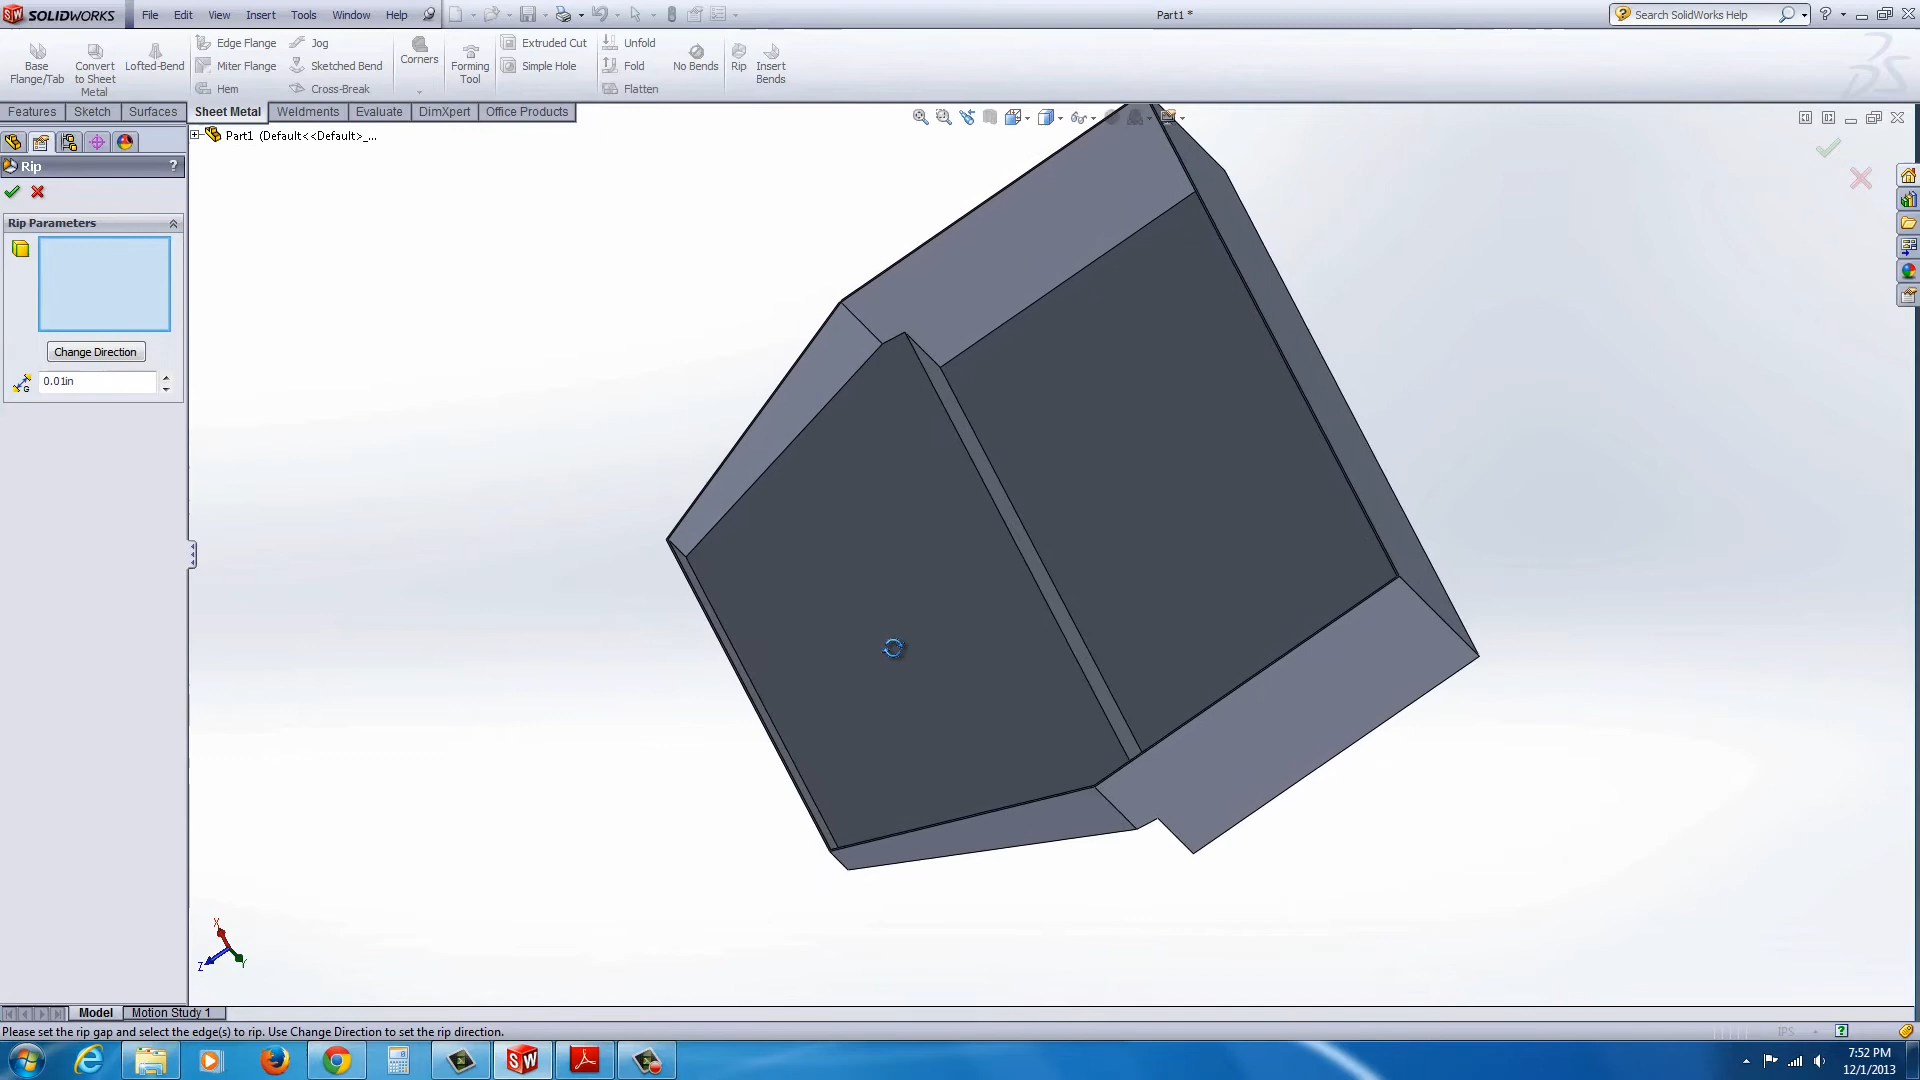 SOLIDWORKS File Edit View Insert Tools Window Help Part1 * Search SolidWorks Help
Base Flange/Tab
Convert to Sheet Metal
Lofted-Bend
Edge Flange
Miter Flange
Hem
Jog
Sketched Bend
Cross-Break
Corners
Forming Tool
Extruded Cut
Simple Hole
Unfold
Fold
Flatten
No Bends
Rip
Insert Bends
Features Sketch Surfaces Sheet Metal Weldments Evaluate DimXpert Office Products
Part1 (Default<<Default>_...
Rip ?
Rip Parameters
Change Direction
0.01in
X
Y
Z
Model Motion Study 1
Please set the rip gap and select the edge(s) to rip. Use Change Direction to set the rip direction. IPS
7:52 PM
12/1/2013